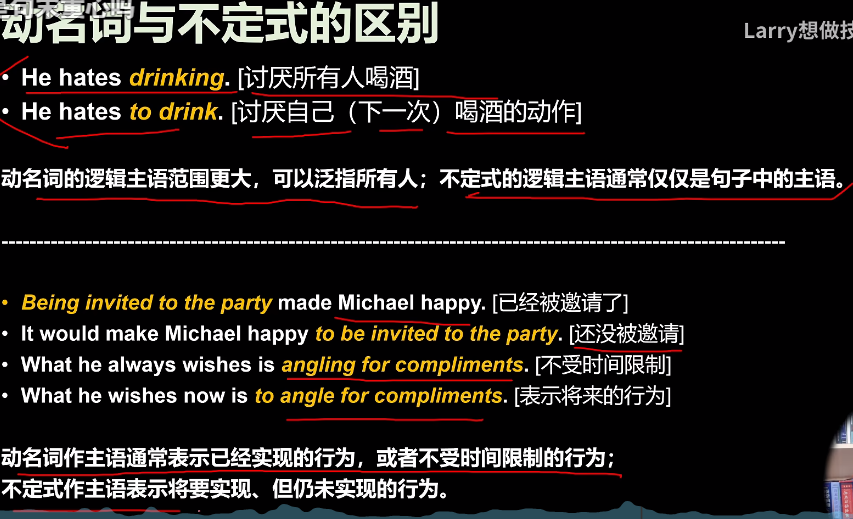 动名词与不定式的区别
Larry想做技
• He hates drinking. [讨厌所有人喝酒]
• He hates to drink. [讨厌自己（下一次）喝酒的动作]
动名词的逻辑主语范围更大，可以泛指所有人；不定式的逻辑主语通常仅仅是句子中的主语。
--------------------------------------------------------------------------------
• Being invited to the party made Michael happy. [已经被邀请了]
• It would make Michael happy to be invited to the party. [还没被邀请]
• What he always wishes is angling for compliments. [不受时间限制]
• What he wishes now is to angle for compliments. [表示将来的行为]
动名词作主语通常表示已经实现的行为，或者不受时间限制的行为；
不定式作主语表示将要实现、但仍未实现的行为。